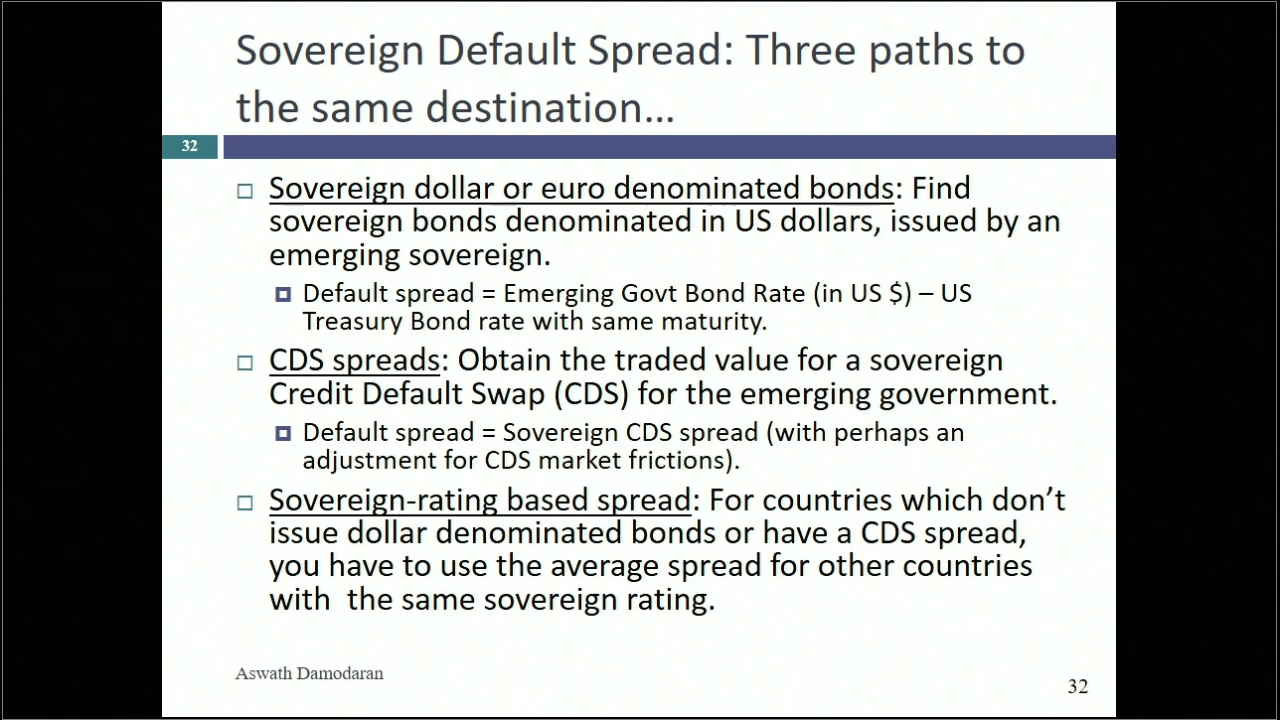 Sovereign Default Spread: Three paths to
the same destination…
32
Sovereign dollar or euro denominated bonds: Find
sovereign bonds denominated in US dollars, issued by an
emerging sovereign.
Default spread = Emerging Govt Bond Rate (in US $) – US
Treasury Bond rate with same maturity.
CDS spreads: Obtain the traded value for a sovereign
Credit Default Swap (CDS) for the emerging government.
Default spread = Sovereign CDS spread (with perhaps an
adjustment for CDS market frictions).
Sovereign-rating based spread: For countries which don’t
issue dollar denominated bonds or have a CDS spread,
you have to use the average spread for other countries
with  the same sovereign rating.
Aswath Damodaran
32